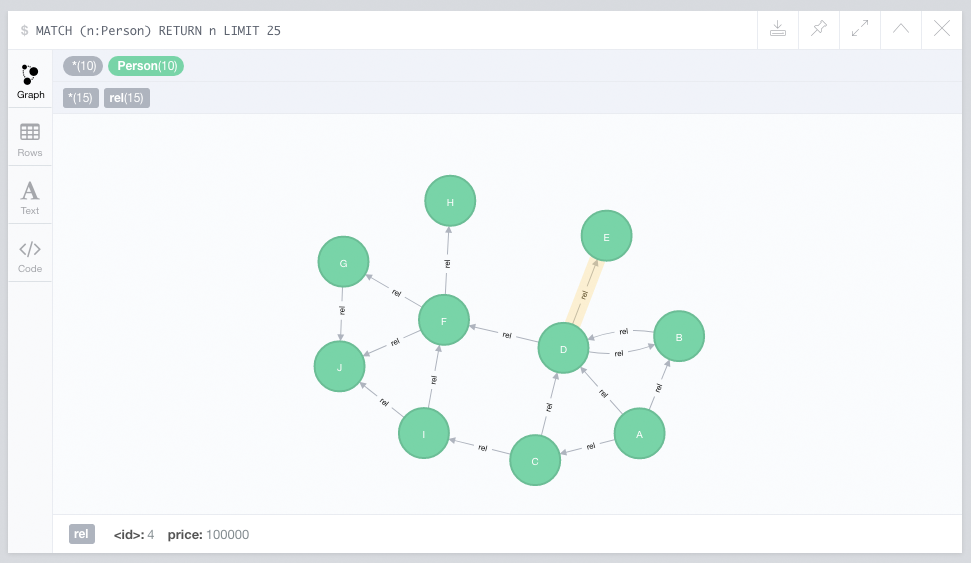 $ MATCH (n:Person) RETURN n LIMIT 25
*(10) Person(10)
*(15) rel(15)
Graph
Rows
Text
Code
H
E
G
rel
rel
rel
rel
F
rel
rel
B
rel
D
rel
J
rel
rel
rel
rel
rel
rel
I
A
rel
rel
C
rel <id>: 4 price: 100000